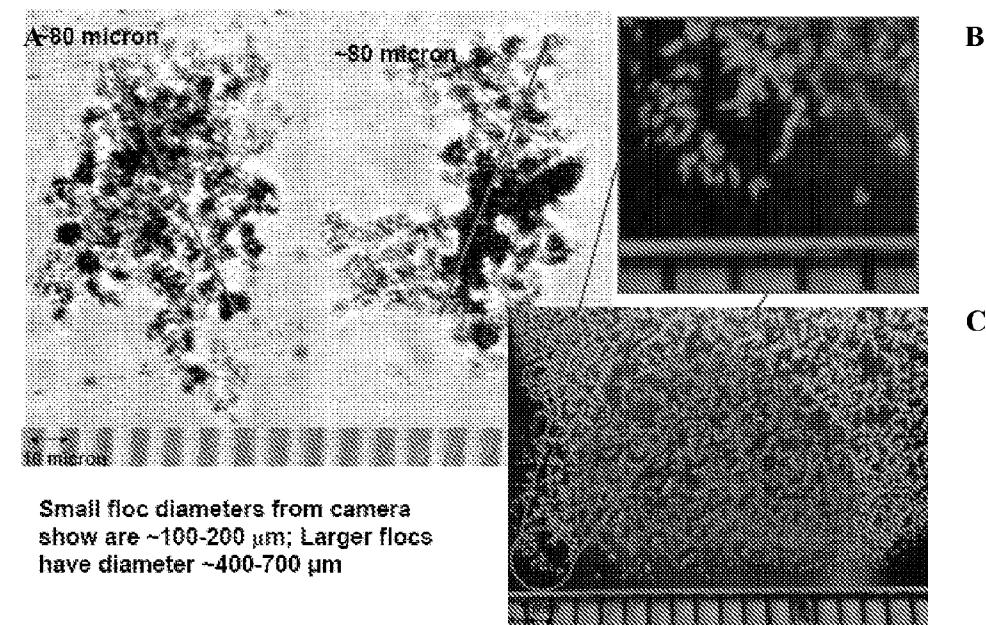 A
~80 micron
~80 micron
B
C
micron
Small floc diameters from camera
show are ~100-200 μm; Larger flocs
have diameter ~400-700 μm